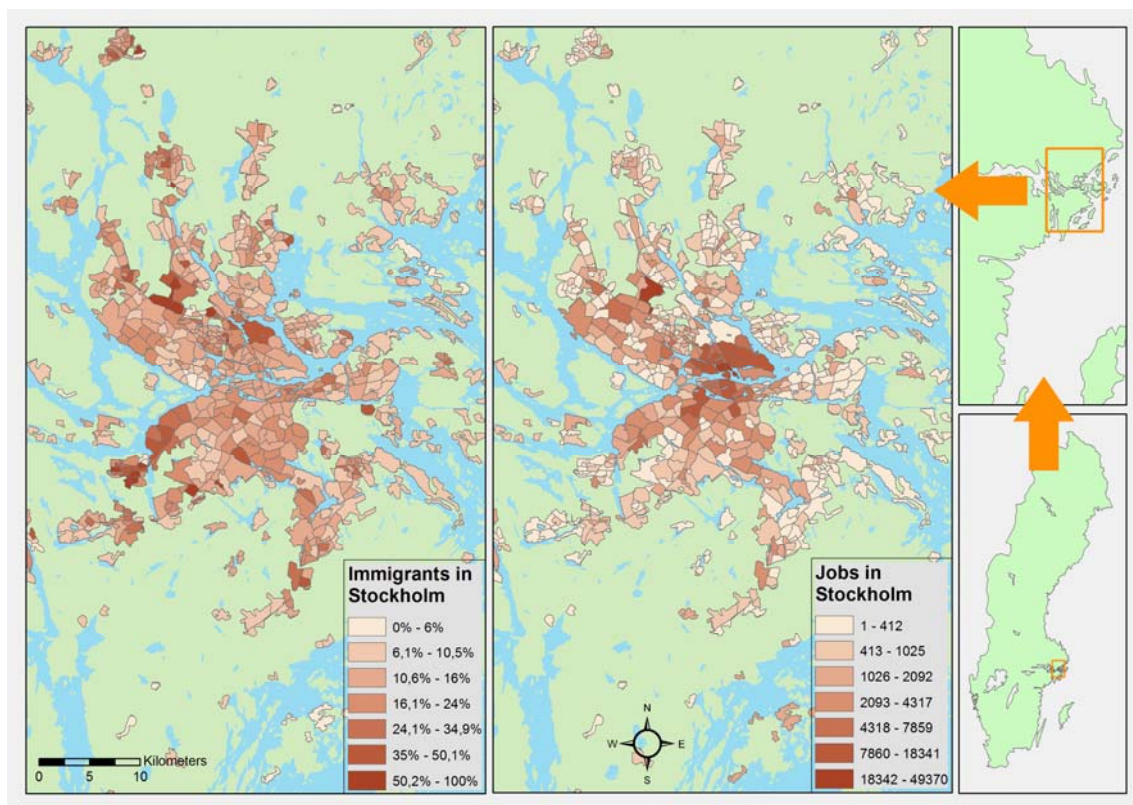 Immigrants in
Stockholm
0% - 6%
6,1% - 10,5%
10,6% - 16%
16,1% - 24%
24,1% - 34,9%
35% - 50,1%
50,2% - 100%
Kilometers
0 5 10
Jobs in
Stockholm
1 - 412
413 - 1025
1026 - 2092
2093 - 4317
4318 - 7859
7860 - 18341
18342 - 49370
N
W E
S